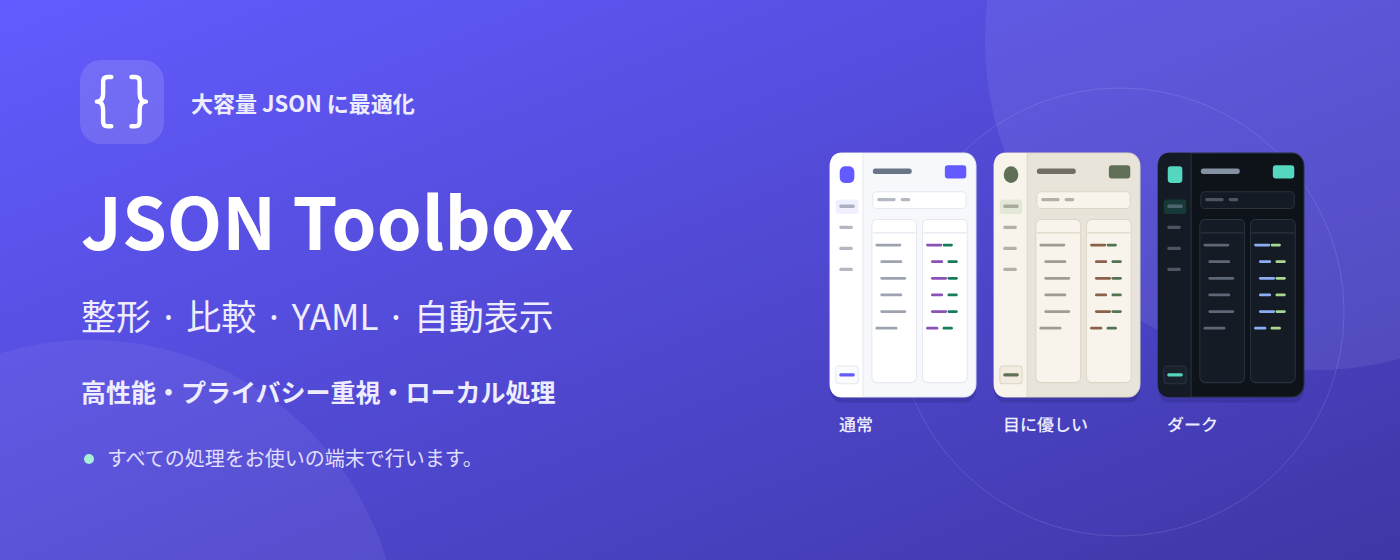 { }
大容量 JSON に最適化
JSON Toolbox
整形 · 比較 · YAML · 自動表示
高性能・プライバシー重視・ローカル処理
すべての処理をお使いの端末で行います。
通常
目に優しい
ダーク